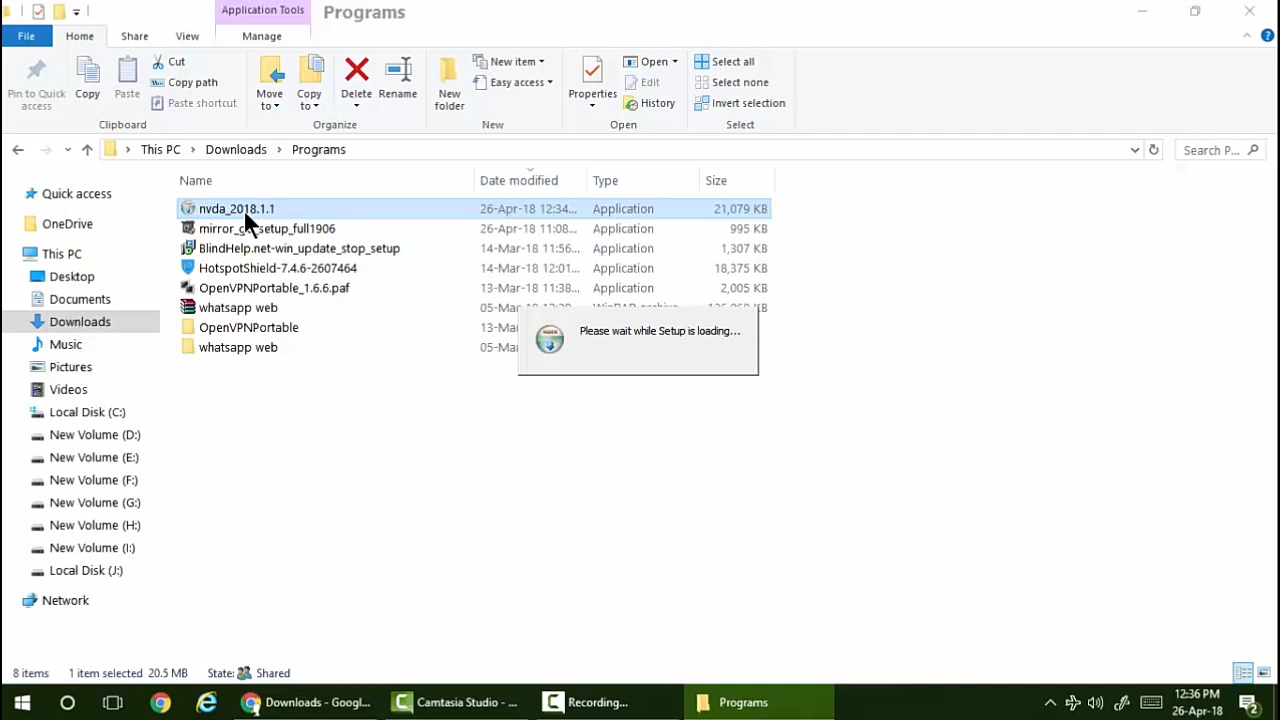 Application Tools
Programs
File
Home
Share
View
Manage
Pin to Quick access
Copy
Paste
Cut
Copy path
Paste shortcut
Clipboard
Move to
Copy to
Delete
Rename
Organize
New folder
New item
Easy access
New
Properties
Open
Edit
History
Open
Select all
Select none
Invert selection
Select
This PC > Downloads > Programs
Search P...
Name Date modified Type Size
nvda_2018.1.1 26-Apr-18 12:34... Application 21,079 KB
setup_full1906 26-Apr-18 11:08... Application 995 KB
BlindHelp.net-win_update_stop_setup 14-Mar-18 11:56... Application 1,307 KB
HotspotShield-7.4.6-2607464 14-Mar-18 12:01... Application 18,375 KB
OpenVPNPortable_1.6.6.paf 13-Mar-18 11:38... Application 2,005 KB
whatsapp web
OpenVPNPortable 13-Mar
whatsapp web 05-Mar
Please wait while Setup is loading...
Quick access
OneDrive
This PC
Desktop
Documents
Downloads
Music
Pictures
Videos
Local Disk (C:)
New Volume (D:)
New Volume (E:)
New Volume (F:)
New Volume (G:)
New Volume (H:)
New Volume (I:)
Local Disk (J:)
Network
8 items 1 item selected 20.5 MB State: Shared
Downloads - Googl...
Camtasia Studio - ...
Recording...
Programs
12:36 PM
26-Apr-18
2